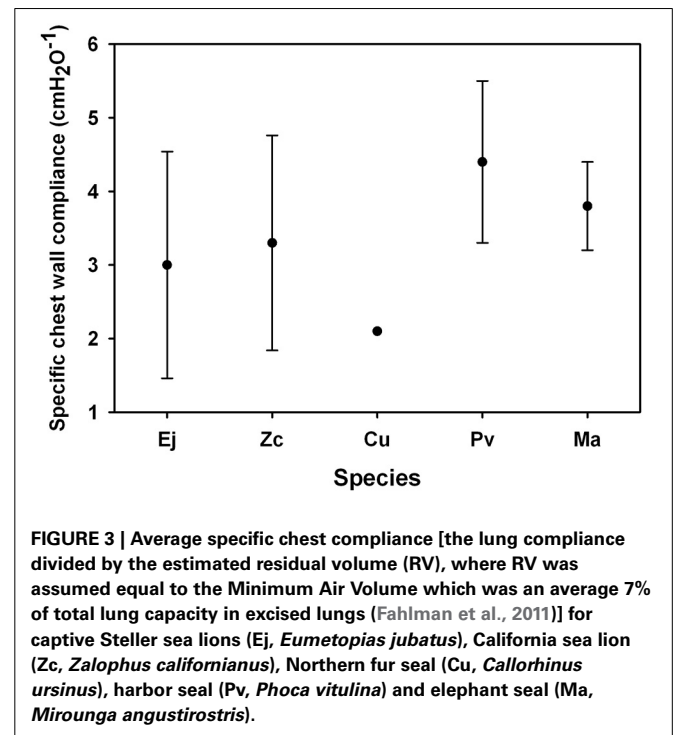 6
5
4
3
2
1
Specific chest wall compliance (cmH₂O⁻¹)
Ej Zc Cu Pv Ma
Species
FIGURE 3 | Average specific chest compliance [the lung compliance
divided by the estimated residual volume (RV), where RV was
assumed equal to the Minimum Air Volume which was an average 7%
of total lung capacity in excised lungs (Fahlman et al., 2011)] for
captive Steller sea lions (Ej, Eumetopias jubatus), California sea lion
(Zc, Zalophus californianus), Northern fur seal (Cu, Callorhinus
ursinus), harbor seal (Pv, Phoca vitulina) and elephant seal (Ma,
Mirounga angustirostris).